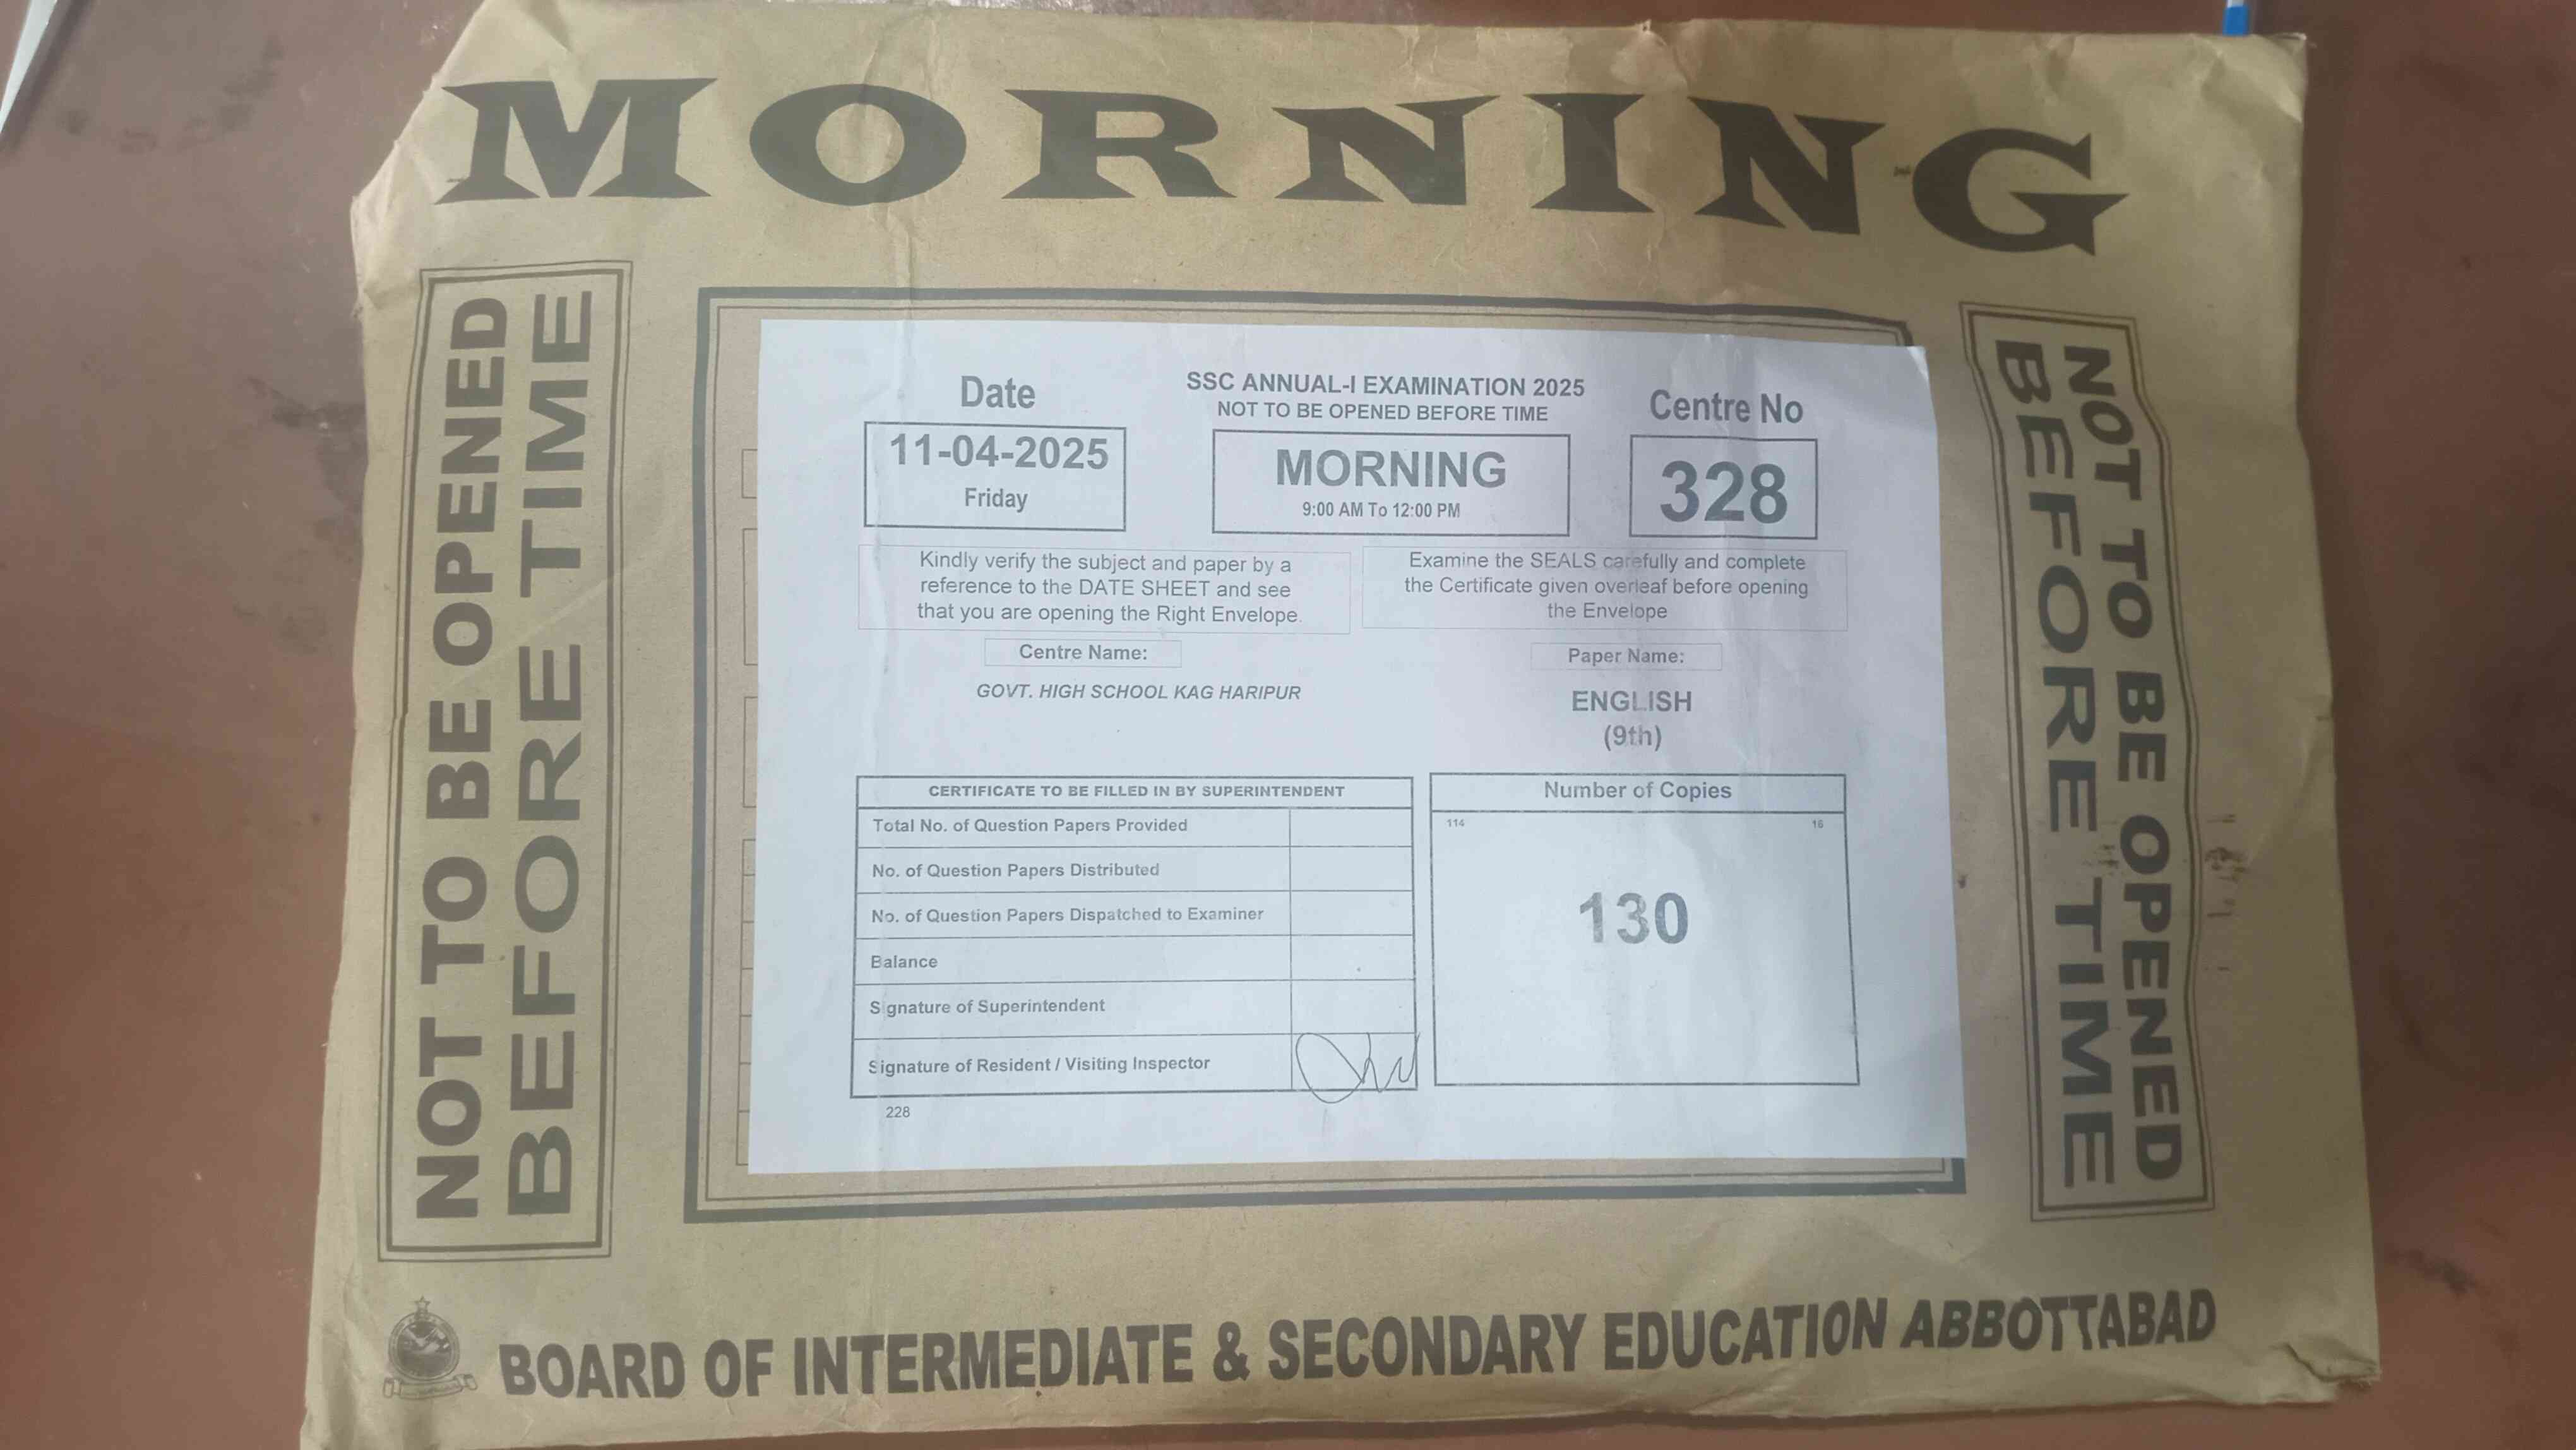 MORNING
NOT TO BE OPENED
BEFORE TIME
Date
11-04-2025
Friday
SSC ANNUAL-I EXAMINATION 2025
NOT TO BE OPENED BEFORE TIME
MORNING
9:00 AM To 12:00 PM
Centre No
328
Kindly verify the subject and paper by a
reference to the DATE SHEET and see
that you are opening the Right Envelope.
Examine the SEALS carefully and complete
the Certificate given overleaf before opening
the Envelope
Centre Name:
GOVT. HIGH SCHOOL KAG HARIPUR
Paper Name:
ENGLISH
(9th)
CERTIFICATE TO BE FILLED IN BY SUPERINTENDENT
Total No. of Question Papers Provided
No. of Question Papers Distributed
No. of Question Papers Dispatched to Examiner
Balance
Signature of Superintendent
Signature of Resident / Visiting Inspector
228
Number of Copies
114 16
130
NOT TO BE OPENED
BEFORE TIME
BOARD OF INTERMEDIATE & SECONDARY EDUCATION ABBOTTABAD